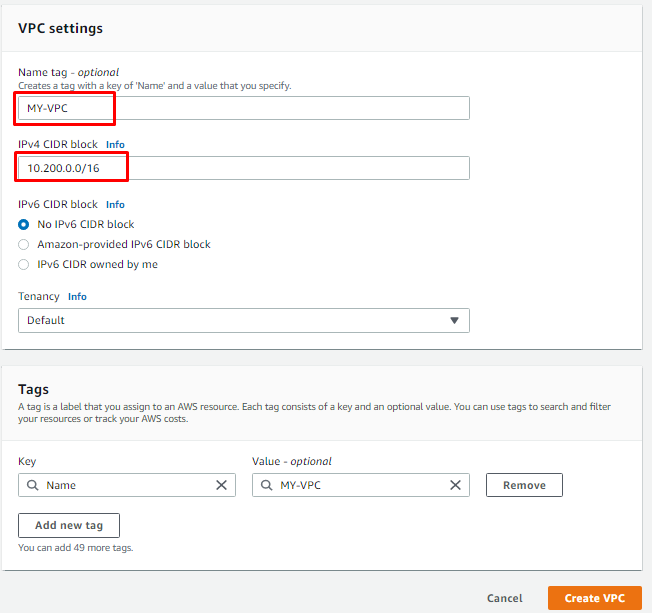 VPC settings
Name tag - optional
Creates a tag with a key of 'Name' and a value that you specify.
MY-VPC
IPv4 CIDR block Info
10.200.0.0/16
IPv6 CIDR block Info
No IPv6 CIDR block
Amazon-provided IPv6 CIDR block
IPv6 CIDR owned by me
Tenancy Info
Default
Tags
A tag is a label that you assign to an AWS resource. Each tag consists of a key and an optional value. You can use tags to search and filter
your resources or track your AWS costs.
Key Value - optional
Name MY-VPC Remove
Add new tag
You can add 49 more tags.
Cancel Create VPC